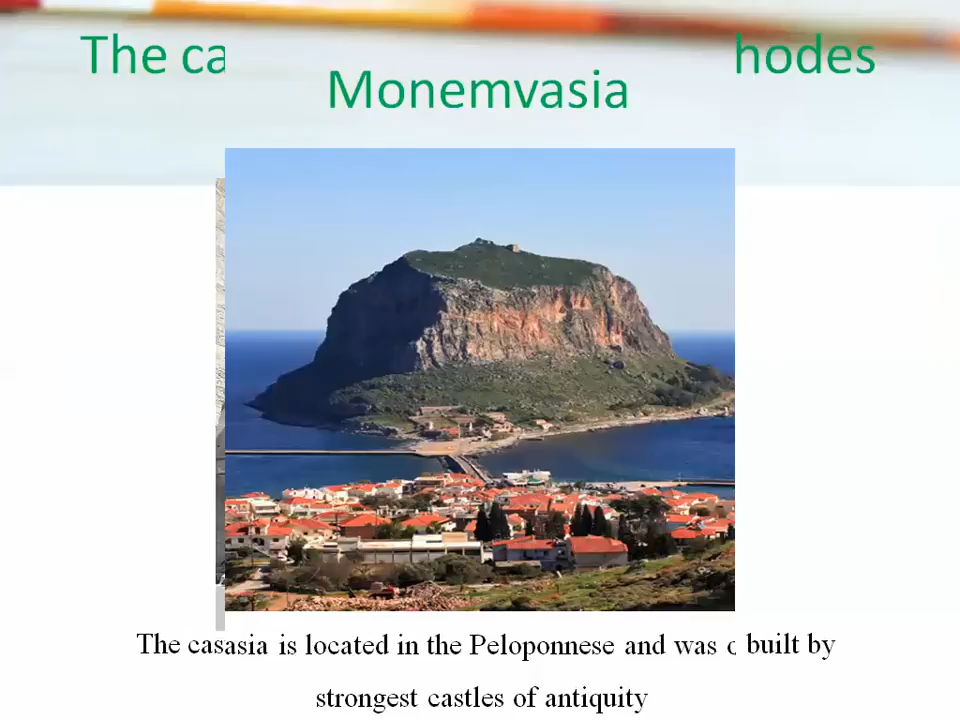 The ca hodes
Monemvasia
The casasia is located in the Peloponnese and was built by
strongest castles of antiquity